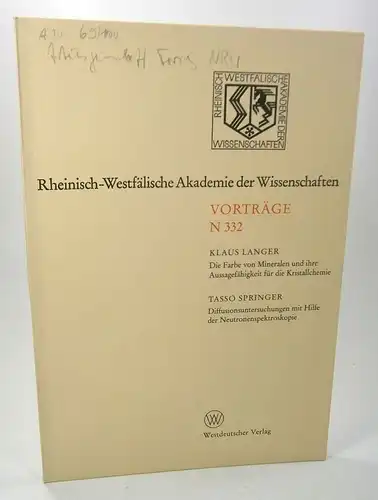 RHEINISCH
WESTFÄLISCHE
AKADEMIE DER
WISSENSCHAFTEN
Rheinisch-Westfälische Akademie der Wissenschaften
VORTRÄGE
N 332
KLAUS LANGER
Die Farbe von Mineralen und ihre
Aussagefähigkeit für die Kristallchemie
TASSO SPRINGER
Diffusionsuntersuchungen mit Hilfe
der Neutronenspektroskopie
Westdeutscher Verlag